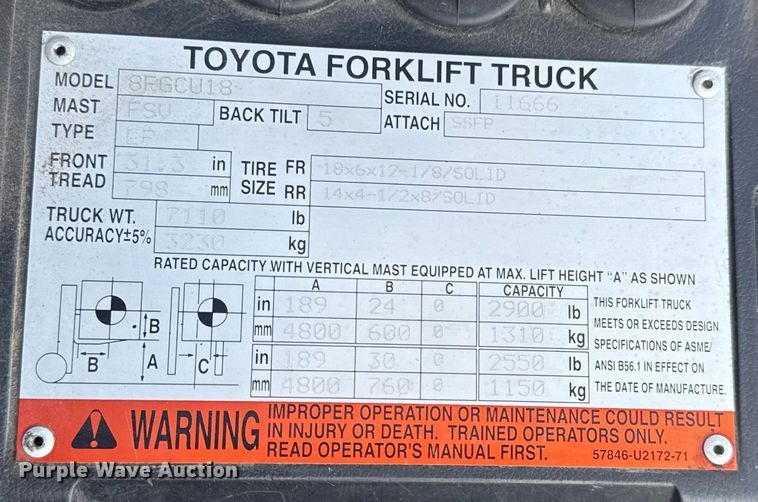 TOYOTA FORKLIFT TRUCK
MODEL 8FGCU18 SERIAL NO. 11666
MAST FSV BACK TILT 5 ATTACH SSFP
TYPE
FRONT TREAD 31.3 in TIRE SIZE FR 18x6x12-1/8/SOLID
798 mm RR 14x4-1/2x8/SOLID
TRUCK WT. 7110 lb
ACCURACY±5% 3230 kg
RATED CAPACITY WITH VERTICAL MAST EQUIPPED AT MAX. LIFT HEIGHT "A" AS SHOWN
A B C CAPACITY
in 189 24 0 2900 lb
mm 4800 600 0 1310 kg
in 189 30 0 2550 lb
mm 4800 760 0 1150 kg
THIS FORKLIFT TRUCK
MEETS OR EXCEEDS DESIGN
SPECIFICATIONS OF ASME/
ANSI B56.1 IN EFFECT ON
THE DATE OF MANUFACTURE.
B
B A C
WARNING
IMPROPER OPERATION OR MAINTENANCE COULD RESULT
IN INJURY OR DEATH. TRAINED OPERATORS ONLY.
READ OPERATOR'S MANUAL FIRST.
57846-U2172-71
Purple Wave Auction